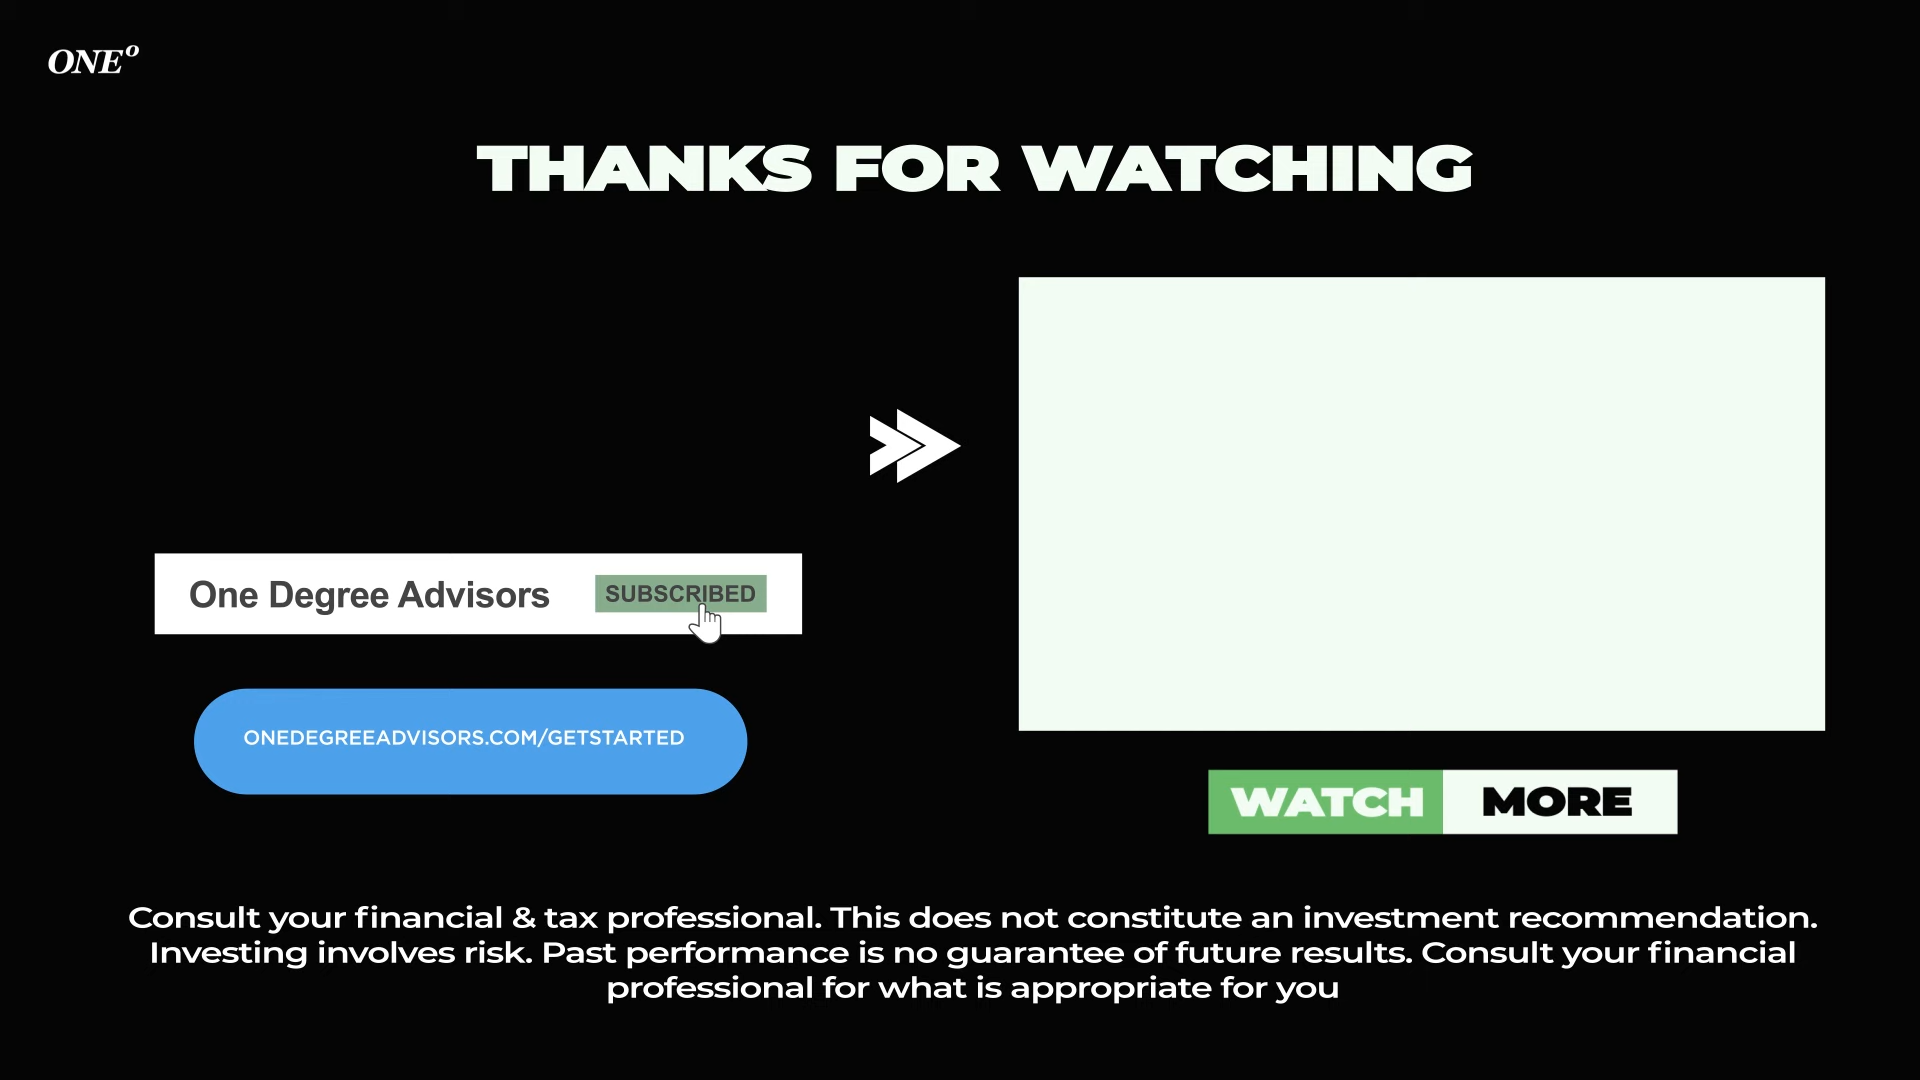 ONEº
THANKS FOR WATCHING
One Degree Advisors SUBSCRIBED
ONEDEGREEADVISORS.COM/GETSTARTED
WATCH MORE
Consult your financial & tax professional. This does not constitute an investment recommendation.
Investing involves risk. Past performance is no guarantee of future results. Consult your financial
professional for what is appropriate for you